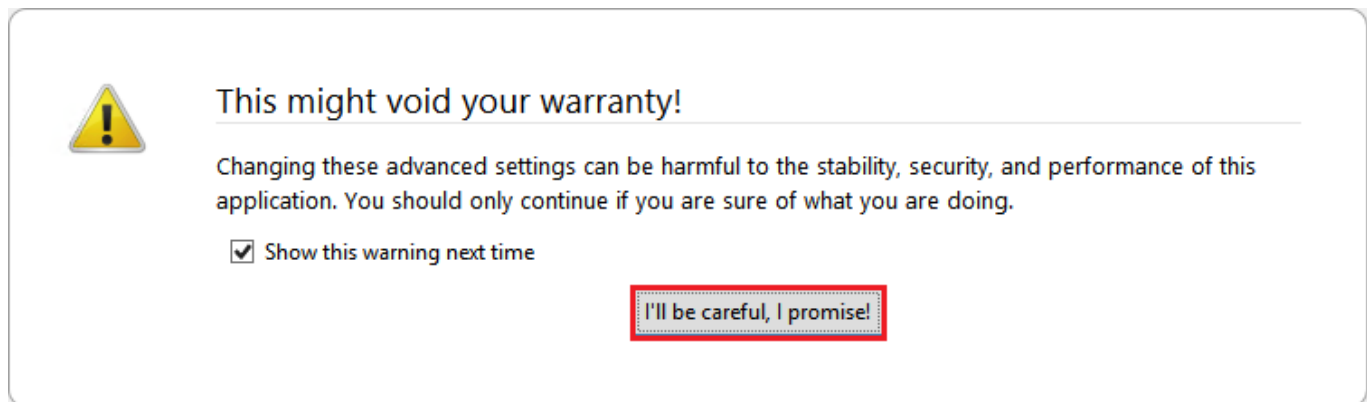 This might void your warranty!
Changing these advanced settings can be harmful to the stability, security, and performance of this
application. You should only continue if you are sure of what you are doing.
Show this warning next time
I'll be careful, I promise!